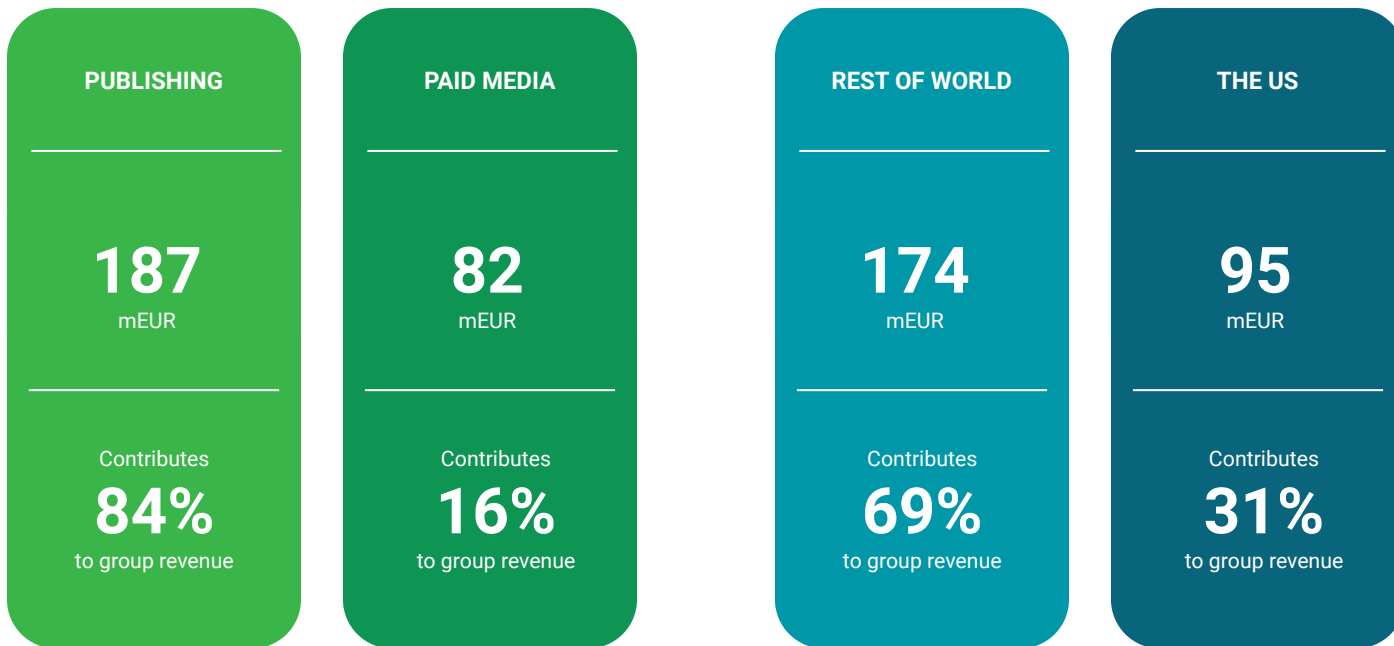 PUBLISHING
187
mEUR
Contributes
84%
to group revenue
PAID MEDIA
82
mEUR
Contributes
16%
to group revenue
REST OF WORLD
174
mEUR
Contributes
69%
to group revenue
THE US
95
mEUR
Contributes
31%
to group revenue